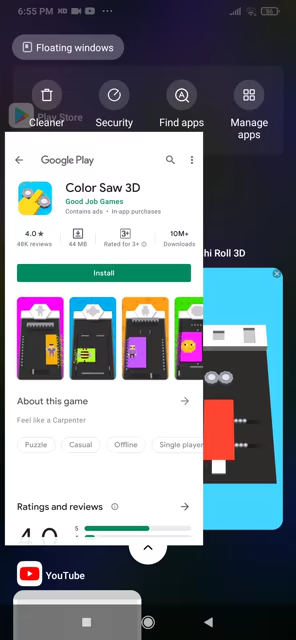 6:55 PM
Floating windows
Play Store
Cleaner
Security
Find apps
Manage apps
Google Play
Color Saw 3D
Good Job Games
Contains ads • In-app purchases
4.0 ★
48K reviews
44 MB
3+
Rated for 3+
10M+
Downloads
Install
hi Roll 3D
About this game
Feel like a Carpenter
Puzzle
Casual
Offline
Single player
Ratings and reviews
4.0
5
4
YouTube